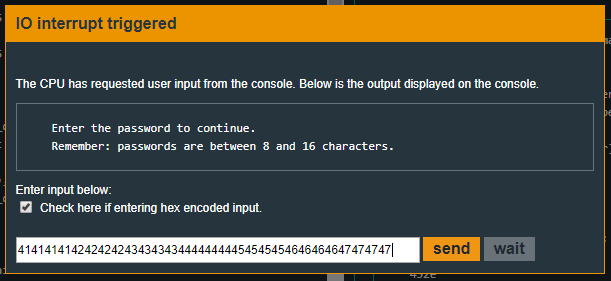 IO interrupt triggered
The CPU has requested user input from the console. Below is the output displayed on the console.
Enter the password to continue.
Remember: passwords are between 8 and 16 characters.
Enter input below:
Check here if entering hex encoded input.
41414141424242424343434344444444454545454646464647474747 send wait